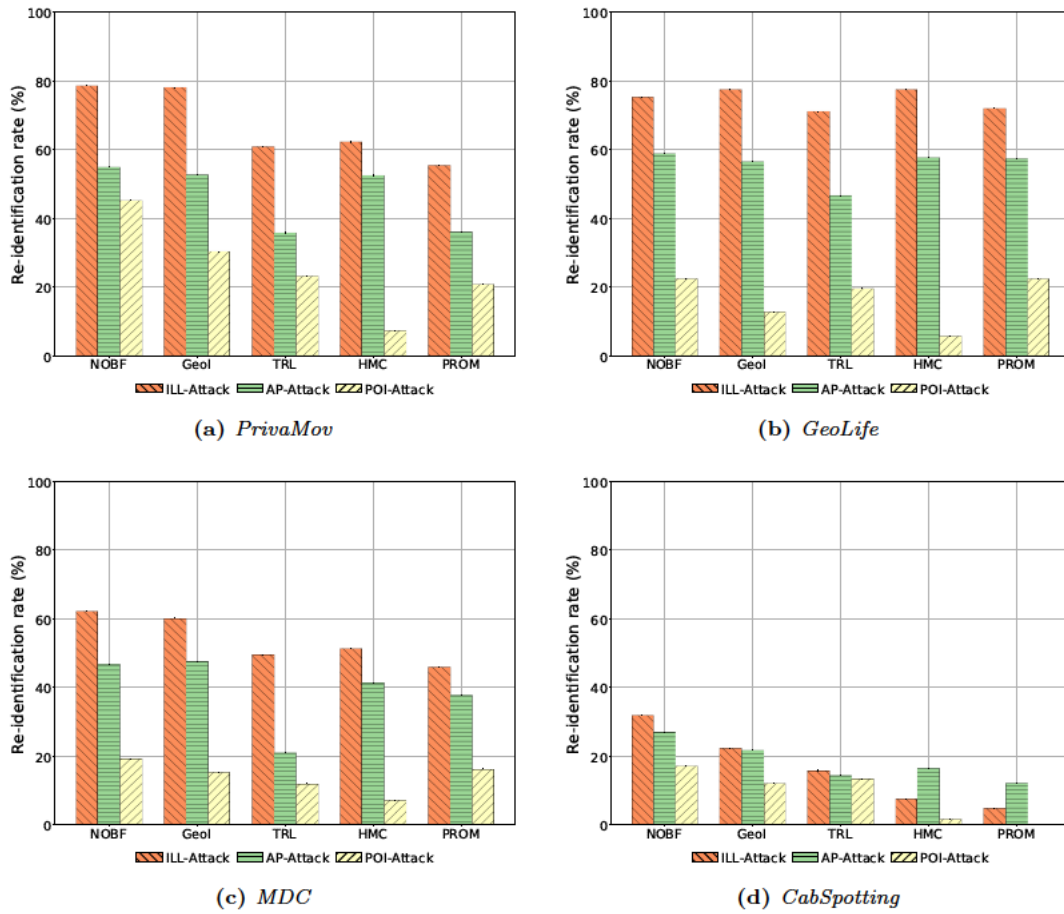 100
80
60
40
20
0
Re-identification rate (%)
NOBF GeoI TRL HMC PROM
ILL-Attack AP-Attack POI-Attack
(a) PrivaMov
100
80
60
40
20
0
Re-identification rate (%)
NOBF GeoI TRL HMC PROM
ILL-Attack AP-Attack POI-Attack
(b) GeoLife
100
80
60
40
20
0
Re-identification rate (%)
NOBF GeoI TRL HMC PROM
ILL-Attack AP-Attack POI-Attack
(c) MDC
100
80
60
40
20
0
Re-identification rate (%)
NOBF GeoI TRL HMC PROM
ILL-Attack AP-Attack POI-Attack
(d) CabSpotting